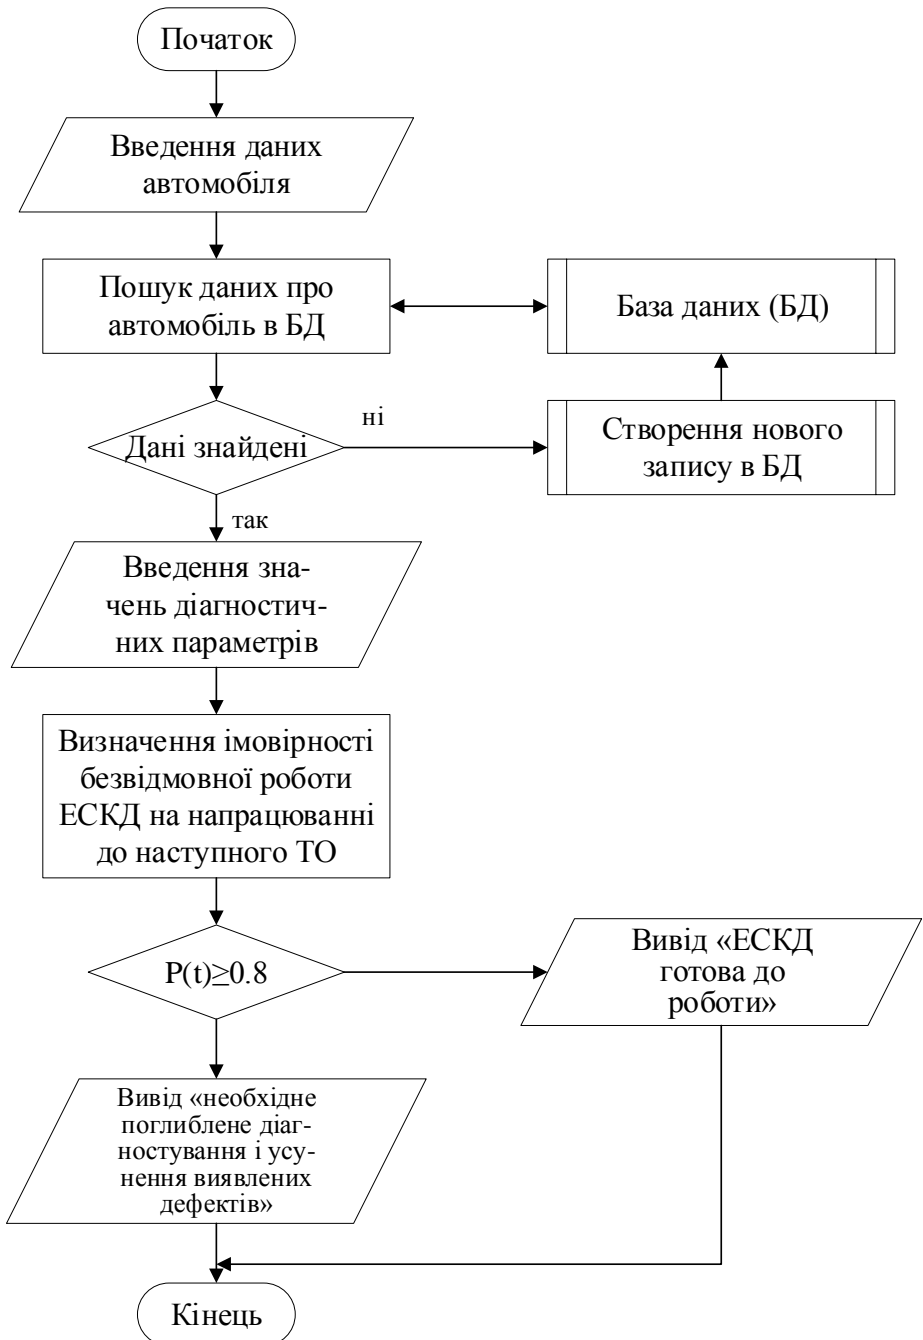 Початок
Введення даних
автомобіля
Пошук даних про
автомобіль в БД
База даних (БД)
Дані знайдені
ні
Створення нового
запису в БД
так
Введення зна-
чень діагностич-
них параметрів
Визначення імовірності
безвідмовної роботи
ЕСКД на напрацюванні
до наступного ТО
P(t)≥0.8
Вивід «ЕСКД
готова до
роботи»
Вивід «необхідне
поглиблене діаг-
ностування і усу-
нення виявлених
дефектів»
Кінець